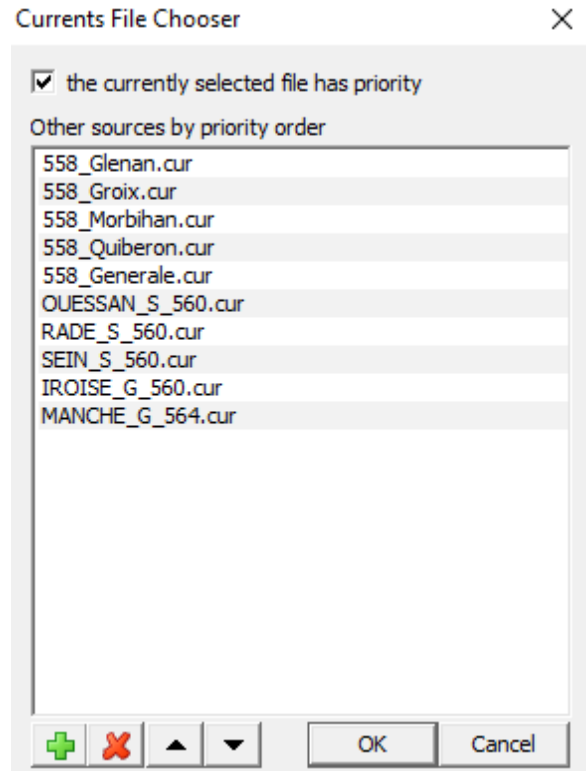 Currents File Chooser
the currently selected file has priority
Other sources by priority order
558_Glenan.cur
558_Groix.cur
558_Morbihan.cur
558_Quiberon.cur
558_Generale.cur
OUESSAN_S_560.cur
RADE_S_560.cur
SEIN_S_560.cur
IROISE_G_560.cur
MANCHE_G_564.cur
OK Cancel